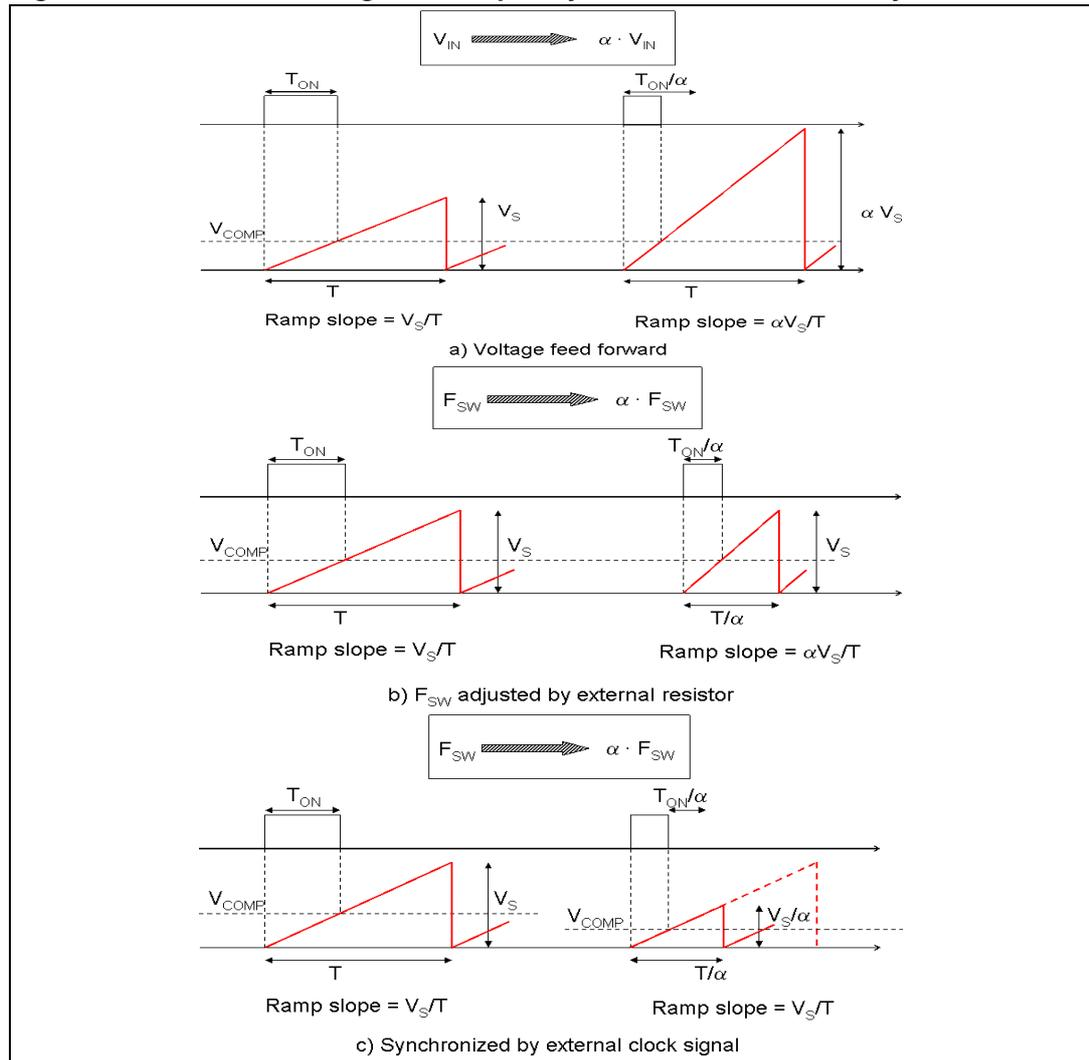 V_IN α · V_IN
T_ON T_ON/α
V_S α V_S
V_COMP
T T
Ramp slope = V_S/T Ramp slope = αV_S/T
a) Voltage feed forward
F_SW α · F_SW
T_ON T_ON/α
V_COMP V_S V_S
T T/α
Ramp slope = V_S/T Ramp slope = αV_S/T
b) F_SW adjusted by external resistor
F_SW α · F_SW
T_ON T_ON/α
V_COMP V_S V_COMP V_S/α
T T/α
Ramp slope = V_S/T Ramp slope = V_S/T
c) Synchronized by external clock signal